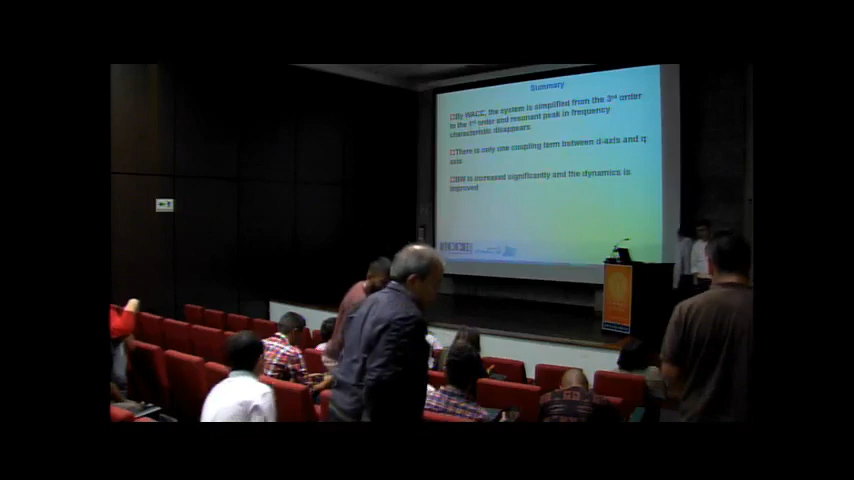 Summary
By WACC, the system is simplified from the 3rd order
to the 1st order and resonant peak in frequency
characteristic disappears.
There is only one coupling term between d-axis and q-
axis
BW is increased significantly and the dynamics is
improved